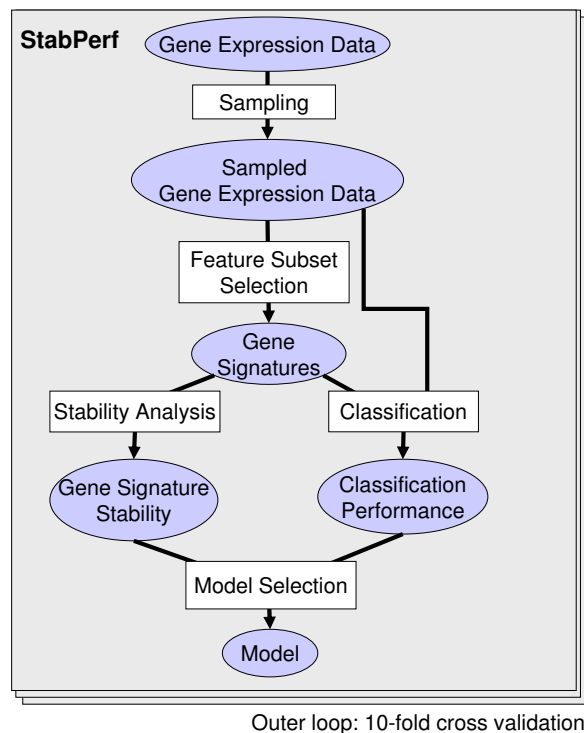 StabPerf
Gene Expression Data
Sampling
Sampled
Gene Expression Data
Feature Subset
Selection
Gene
Signatures
Stability Analysis
Classification
Gene Signature
Stability
Classification
Performance
Model Selection
Model
Outer loop: 10-fold cross validation